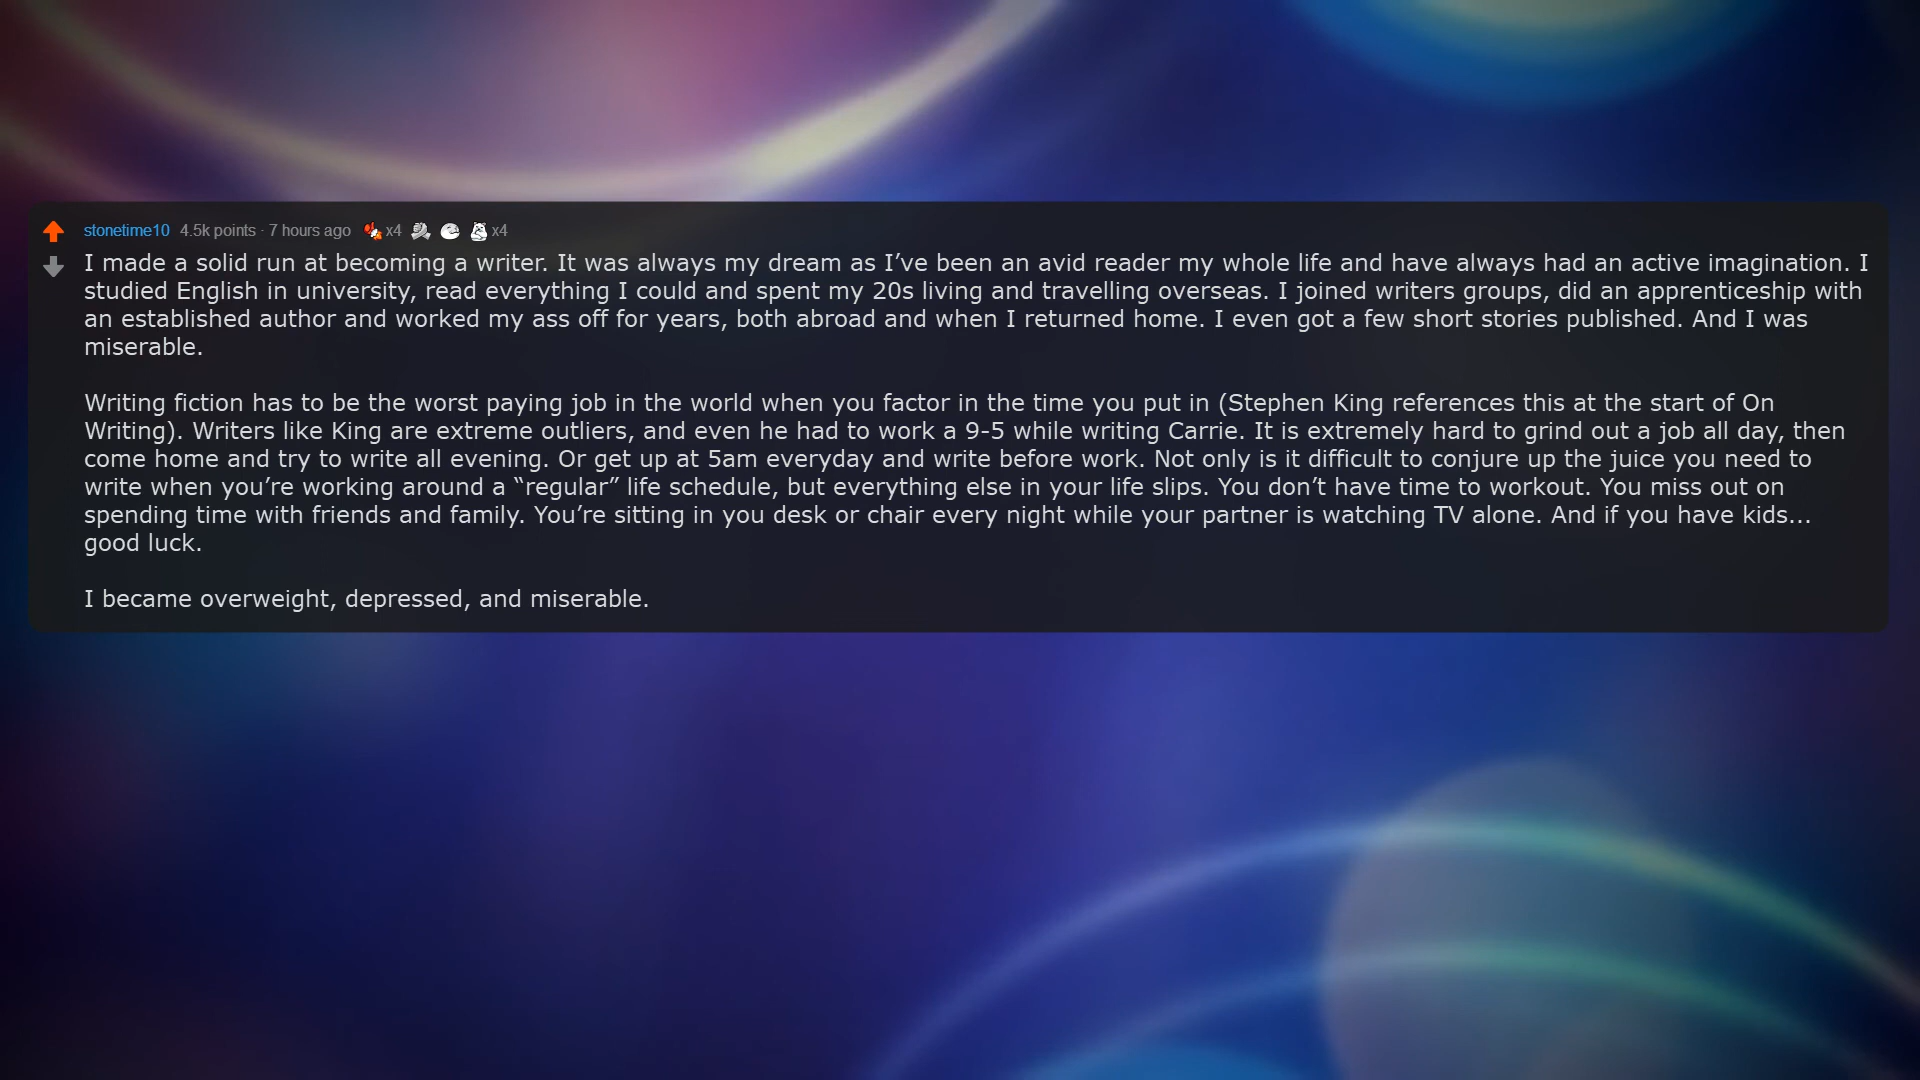 stonetime10 4.5k points · 7 hours ago x4 x4
I made a solid run at becoming a writer. It was always my dream as I’ve been an avid reader my whole life and have always had an active imagination. I
studied English in university, read everything I could and spent my 20s living and travelling overseas. I joined writers groups, did an apprenticeship with
an established author and worked my ass off for years, both abroad and when I returned home. I even got a few short stories published. And I was
miserable.
Writing fiction has to be the worst paying job in the world when you factor in the time you put in (Stephen King references this at the start of On
Writing). Writers like King are extreme outliers, and even he had to work a 9-5 while writing Carrie. It is extremely hard to grind out a job all day, then
come home and try to write all evening. Or get up at 5am everyday and write before work. Not only is it difficult to conjure up the juice you need to
write when you’re working around a “regular” life schedule, but everything else in your life slips. You don’t have time to workout. You miss out on
spending time with friends and family. You’re sitting in you desk or chair every night while your partner is watching TV alone. And if you have kids...
good luck.
I became overweight, depressed, and miserable.